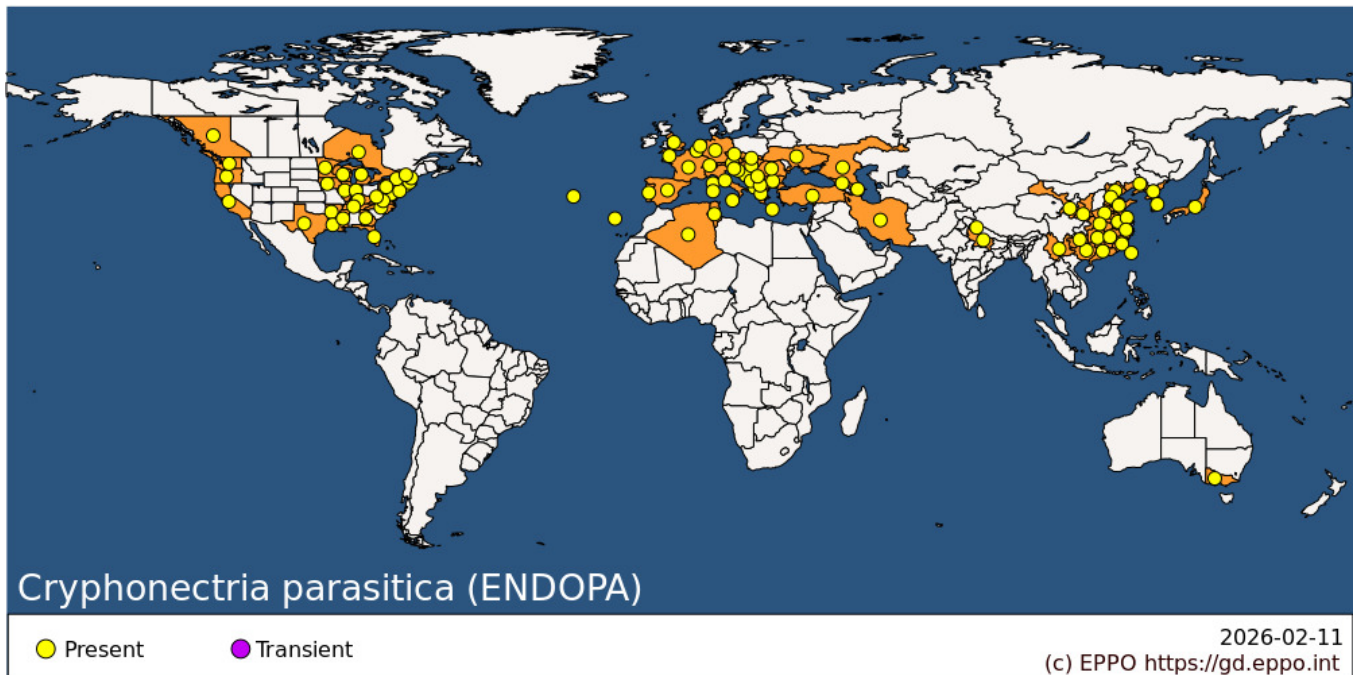 Cryphonectria parasitica (ENDOPA)
Present
Transient
2026-02-11
(c) EPPO https://gd.eppo.int